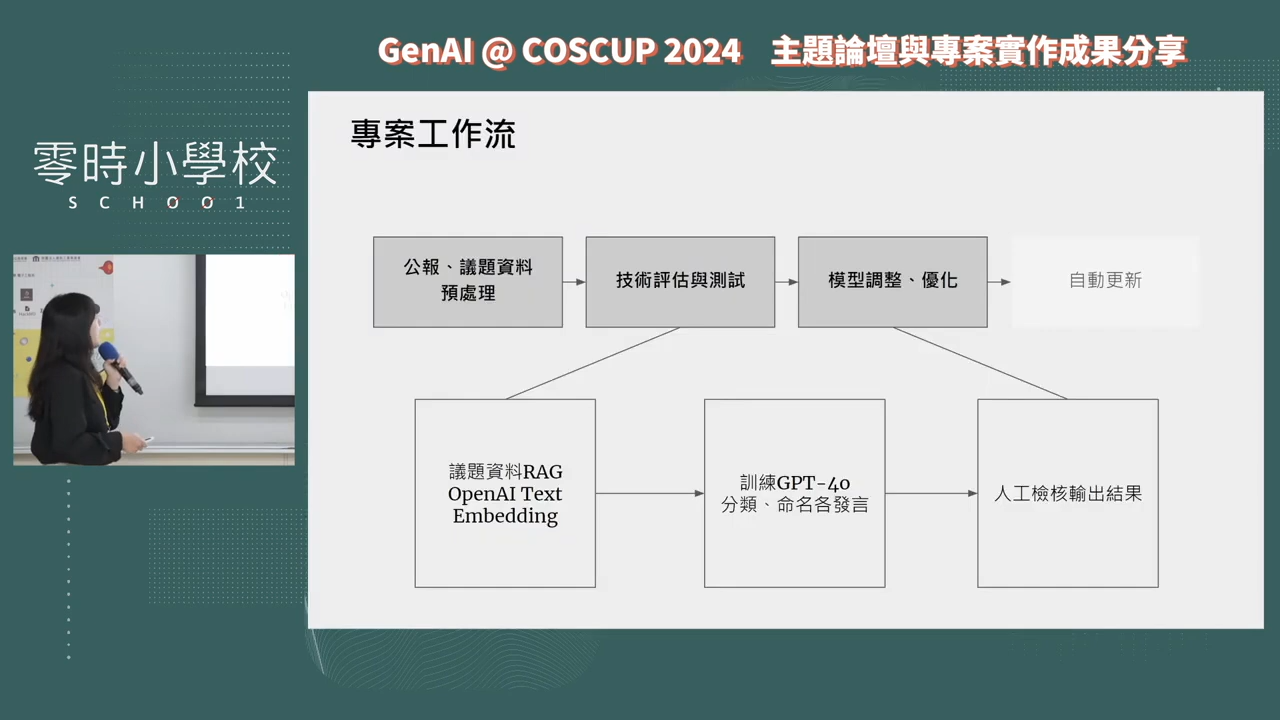 GenAI @ COSCUP 2024 主題論壇與專案實作成果分享
零時小學校
SCHOO1
專案工作流
公報、議題資料
預處理
技術評估與測試
模型調整、優化
自動更新
議題資料RAG
OpenAI Text
Embedding
訓練GPT-4o
分類、命名各發言
人工檢核輸出結果